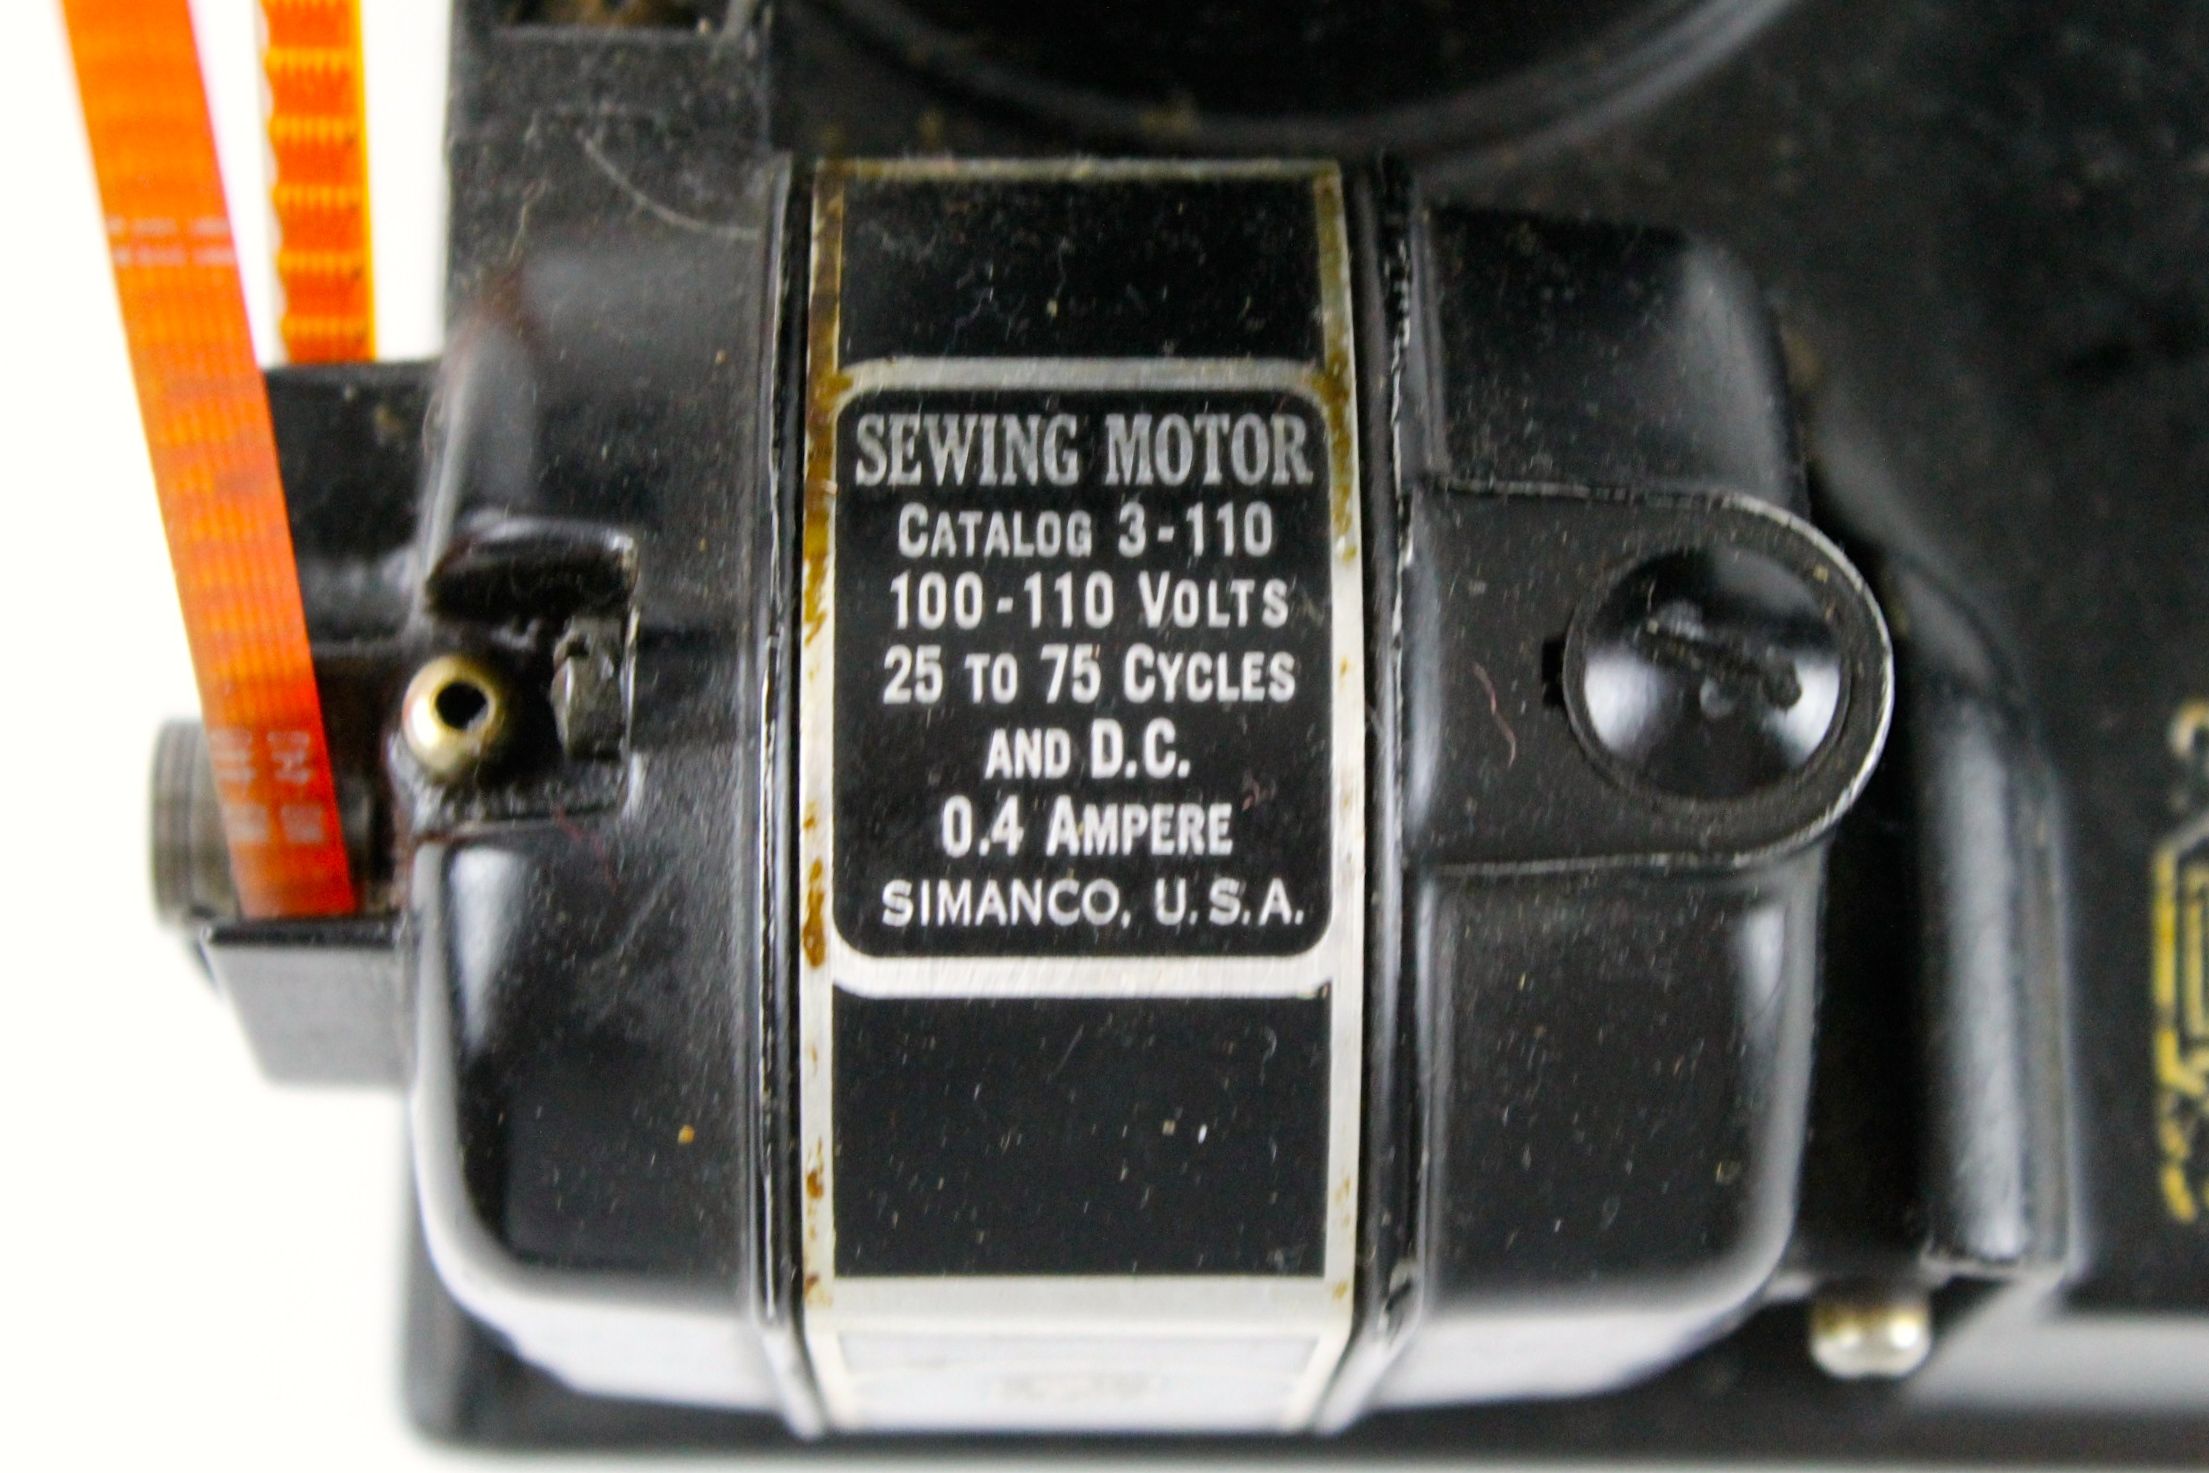 SEWING MOTOR
CATALOG 3-110
100-110 VOLTS
25 TO 75 CYCLES
AND D.C.
0.4 AMPERE
SIMANCO, U.S.A.